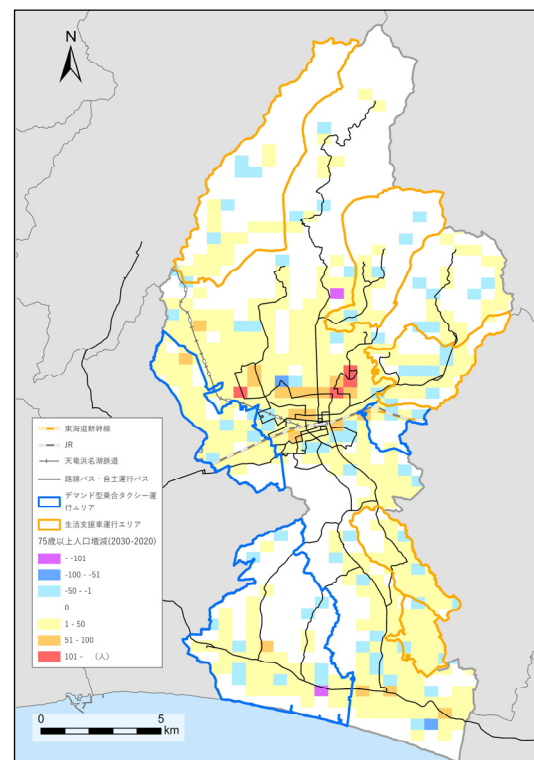 N
東海道新幹線
JR
天竜浜名湖鉄道
路線バス・自主運行バス
デマンド型乗合タクシー運
行エリア
生活支援車運行エリア
75歳以上人口増減(2030-2020)
- -101
-100 - -51
-50 - -1
0
1 - 50
51 - 100
101 - （人）
0 5
km